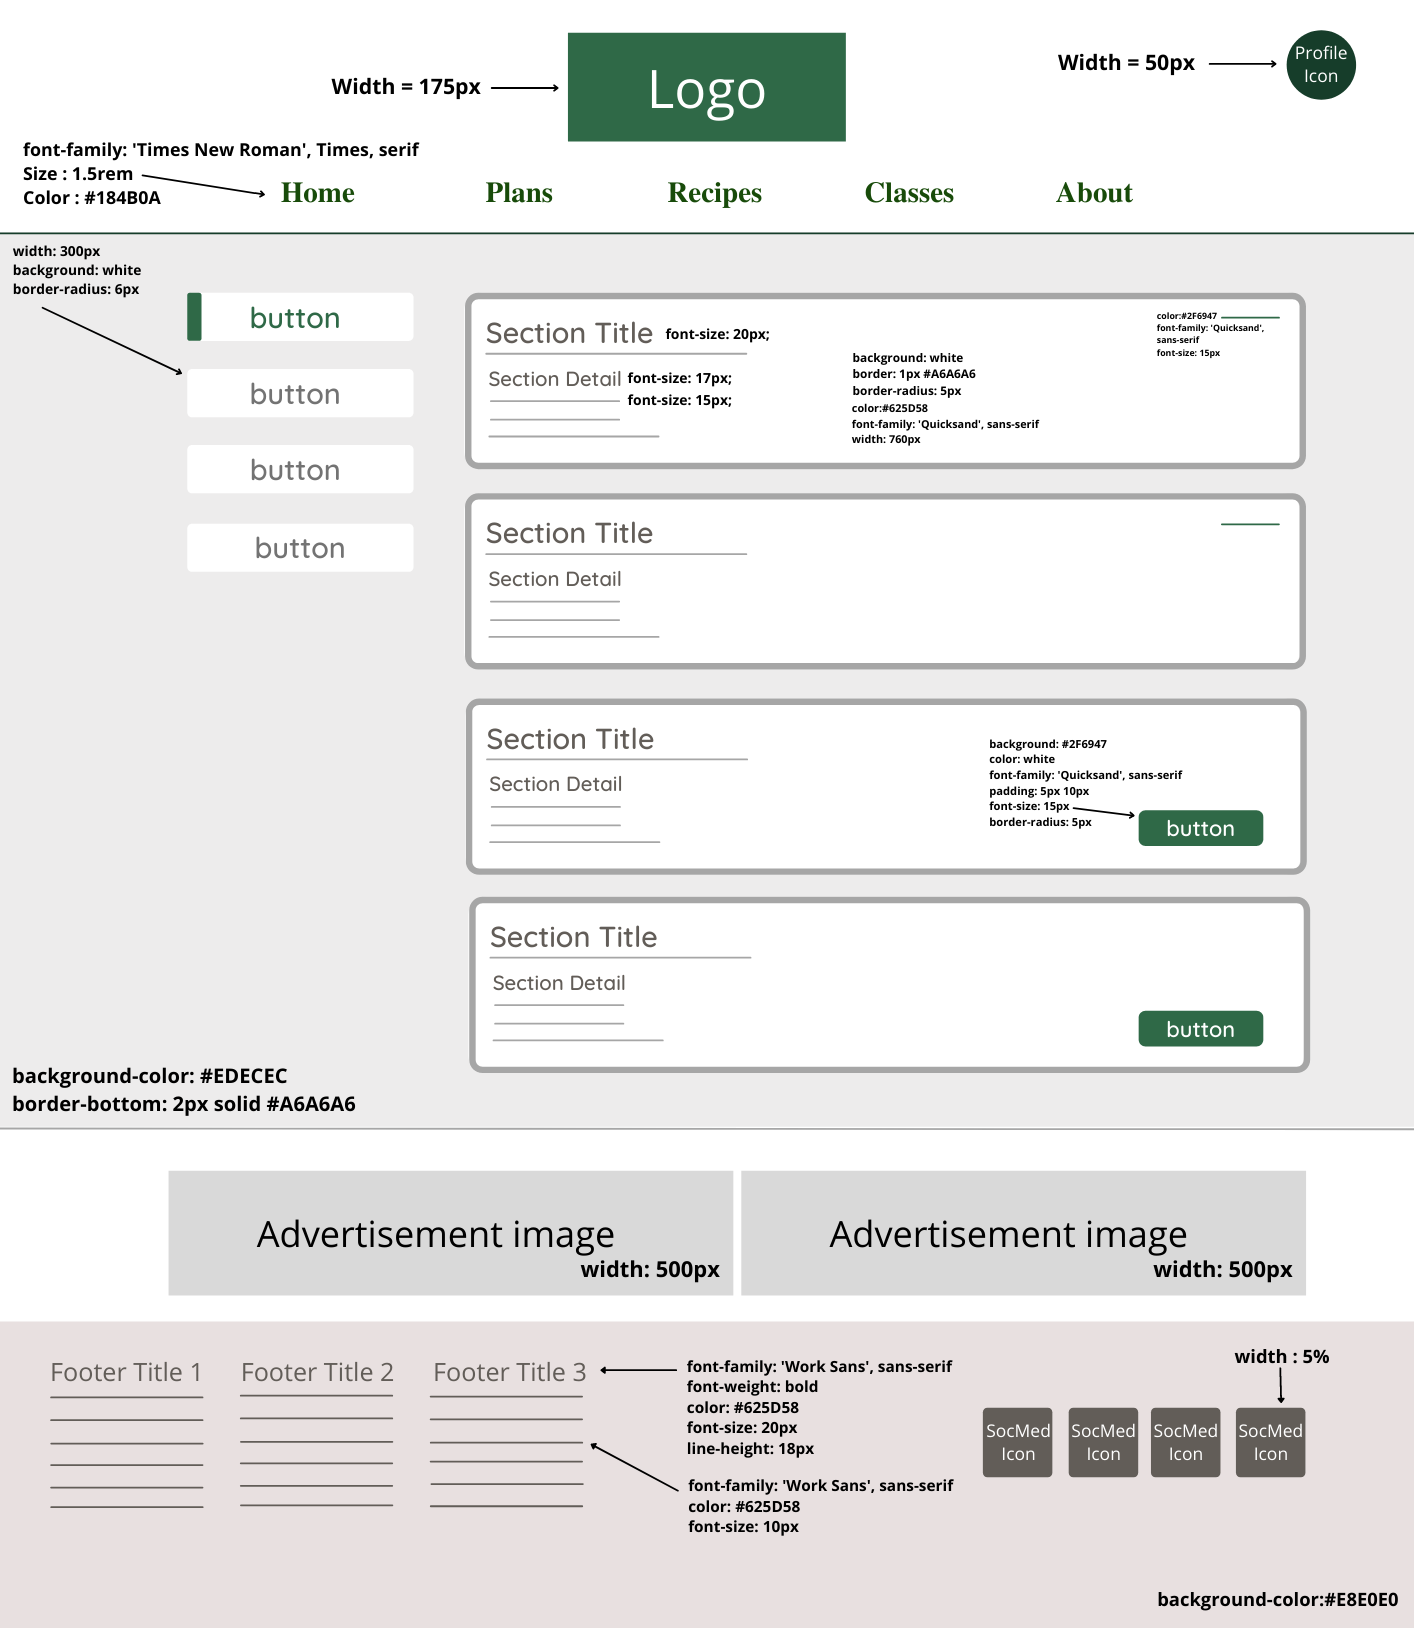 Logo
Width = 175px
Width = 50px
Profile
Icon
font-family: 'Times New Roman', Times, serif
Size : 1.5rem
Color : #184B0A
Home
Plans
Recipes
Classes
About
width: 300px
background: white
border-radius: 6px
button
button
button
button
Section Title
font-size: 20px;
Section Detail
font-size: 17px;
font-size: 15px;
background: white
border: 1px #A6A6A6
border-radius: 5px
color:#625D58
font-family: 'Quicksand', sans-serif
width: 760px
color:#2F6947
font-family: 'Quicksand',
sans-serif
font-size: 15px
Section Title
Section Detail
Section Title
Section Detail
background: #2F6947
color: white
font-family: 'Quicksand', sans-serif
padding: 5px 10px
font-size: 15px
border-radius: 5px
button
Section Title
Section Detail
button
background-color: #EDECEC
border-bottom: 2px solid #A6A6A6
Advertisement image
width: 500px
Advertisement image
width: 500px
Footer Title 1
Footer Title 2
Footer Title 3
font-family: 'Work Sans', sans-serif
font-weight: bold
color: #625D58
font-size: 20px
line-height: 18px
font-family: 'Work Sans', sans-serif
color: #625D58
font-size: 10px
width : 5%
SocMed
Icon
SocMed
Icon
SocMed
Icon
SocMed
Icon
background-color:#E8E0E0